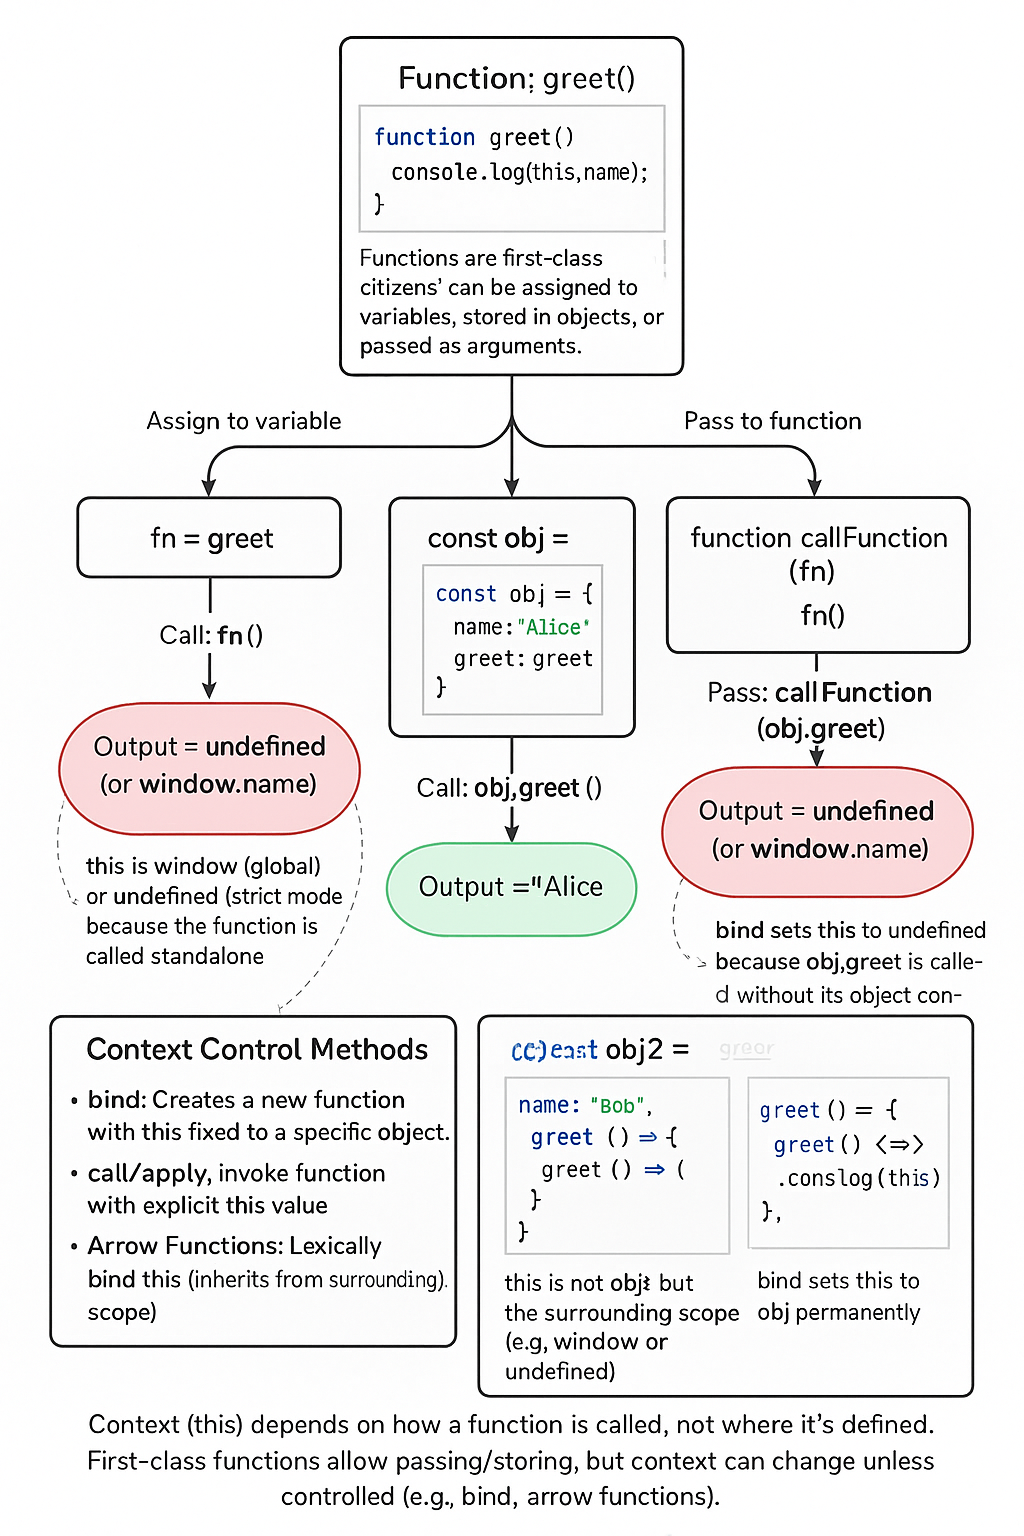 Function: greet()
function greet()
console.log(this,name);
}
Functions are first-class
citizens' can be assigned to
variables, stored in objects, or
passed as arguments.
Assign to variable
Pass to function
fn = greet
Call: fn()
Output = undefined
(or window.name)
this is window (global)
or undefined (strict mode
because the function is
called standalone
const obj =
const obj = {
name:"Alice"
greet: greet
}
Call: obj,greet ()
Output ="Alice
function callFunction
(fn)
fn()
Pass: callFunction
(obj.greet)
Output = undefined
(or window.name)
bind sets this to undefined
because obj,greet is calle-
d without its object con-
Context Control Methods
• bind: Creates a new function
with this fixed to a specific object.
• call/apply, invoke function
with explicit this value
• Arrow Functions: Lexically
bind this (inherits from surrounding).
scope)
obj2 =
name: "Bob",
greet () ⇒ {
greet () ⇒ (
}
}
this is not obj but
the surrounding scope
(e.g, window or
undefined)
greet () = {
greet () <⇒>
.conslog(this)
},
bind sets this to
obj permanently
Context (this) depends on how a function is called, not where it's defined.
First-class functions allow passing/storing, but context can change unless
controlled (e.g., bind, arrow functions).